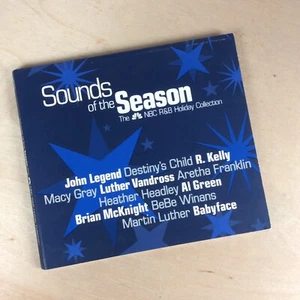 Sounds
of the Season
The NBC R&B Holiday Collection
John Legend Destiny's Child R. Kelly
Macy Gray Luther Vandross Aretha Franklin
Heather Headley Al Green
Brian McKnight BeBe Winans
Martin Luther Babyface